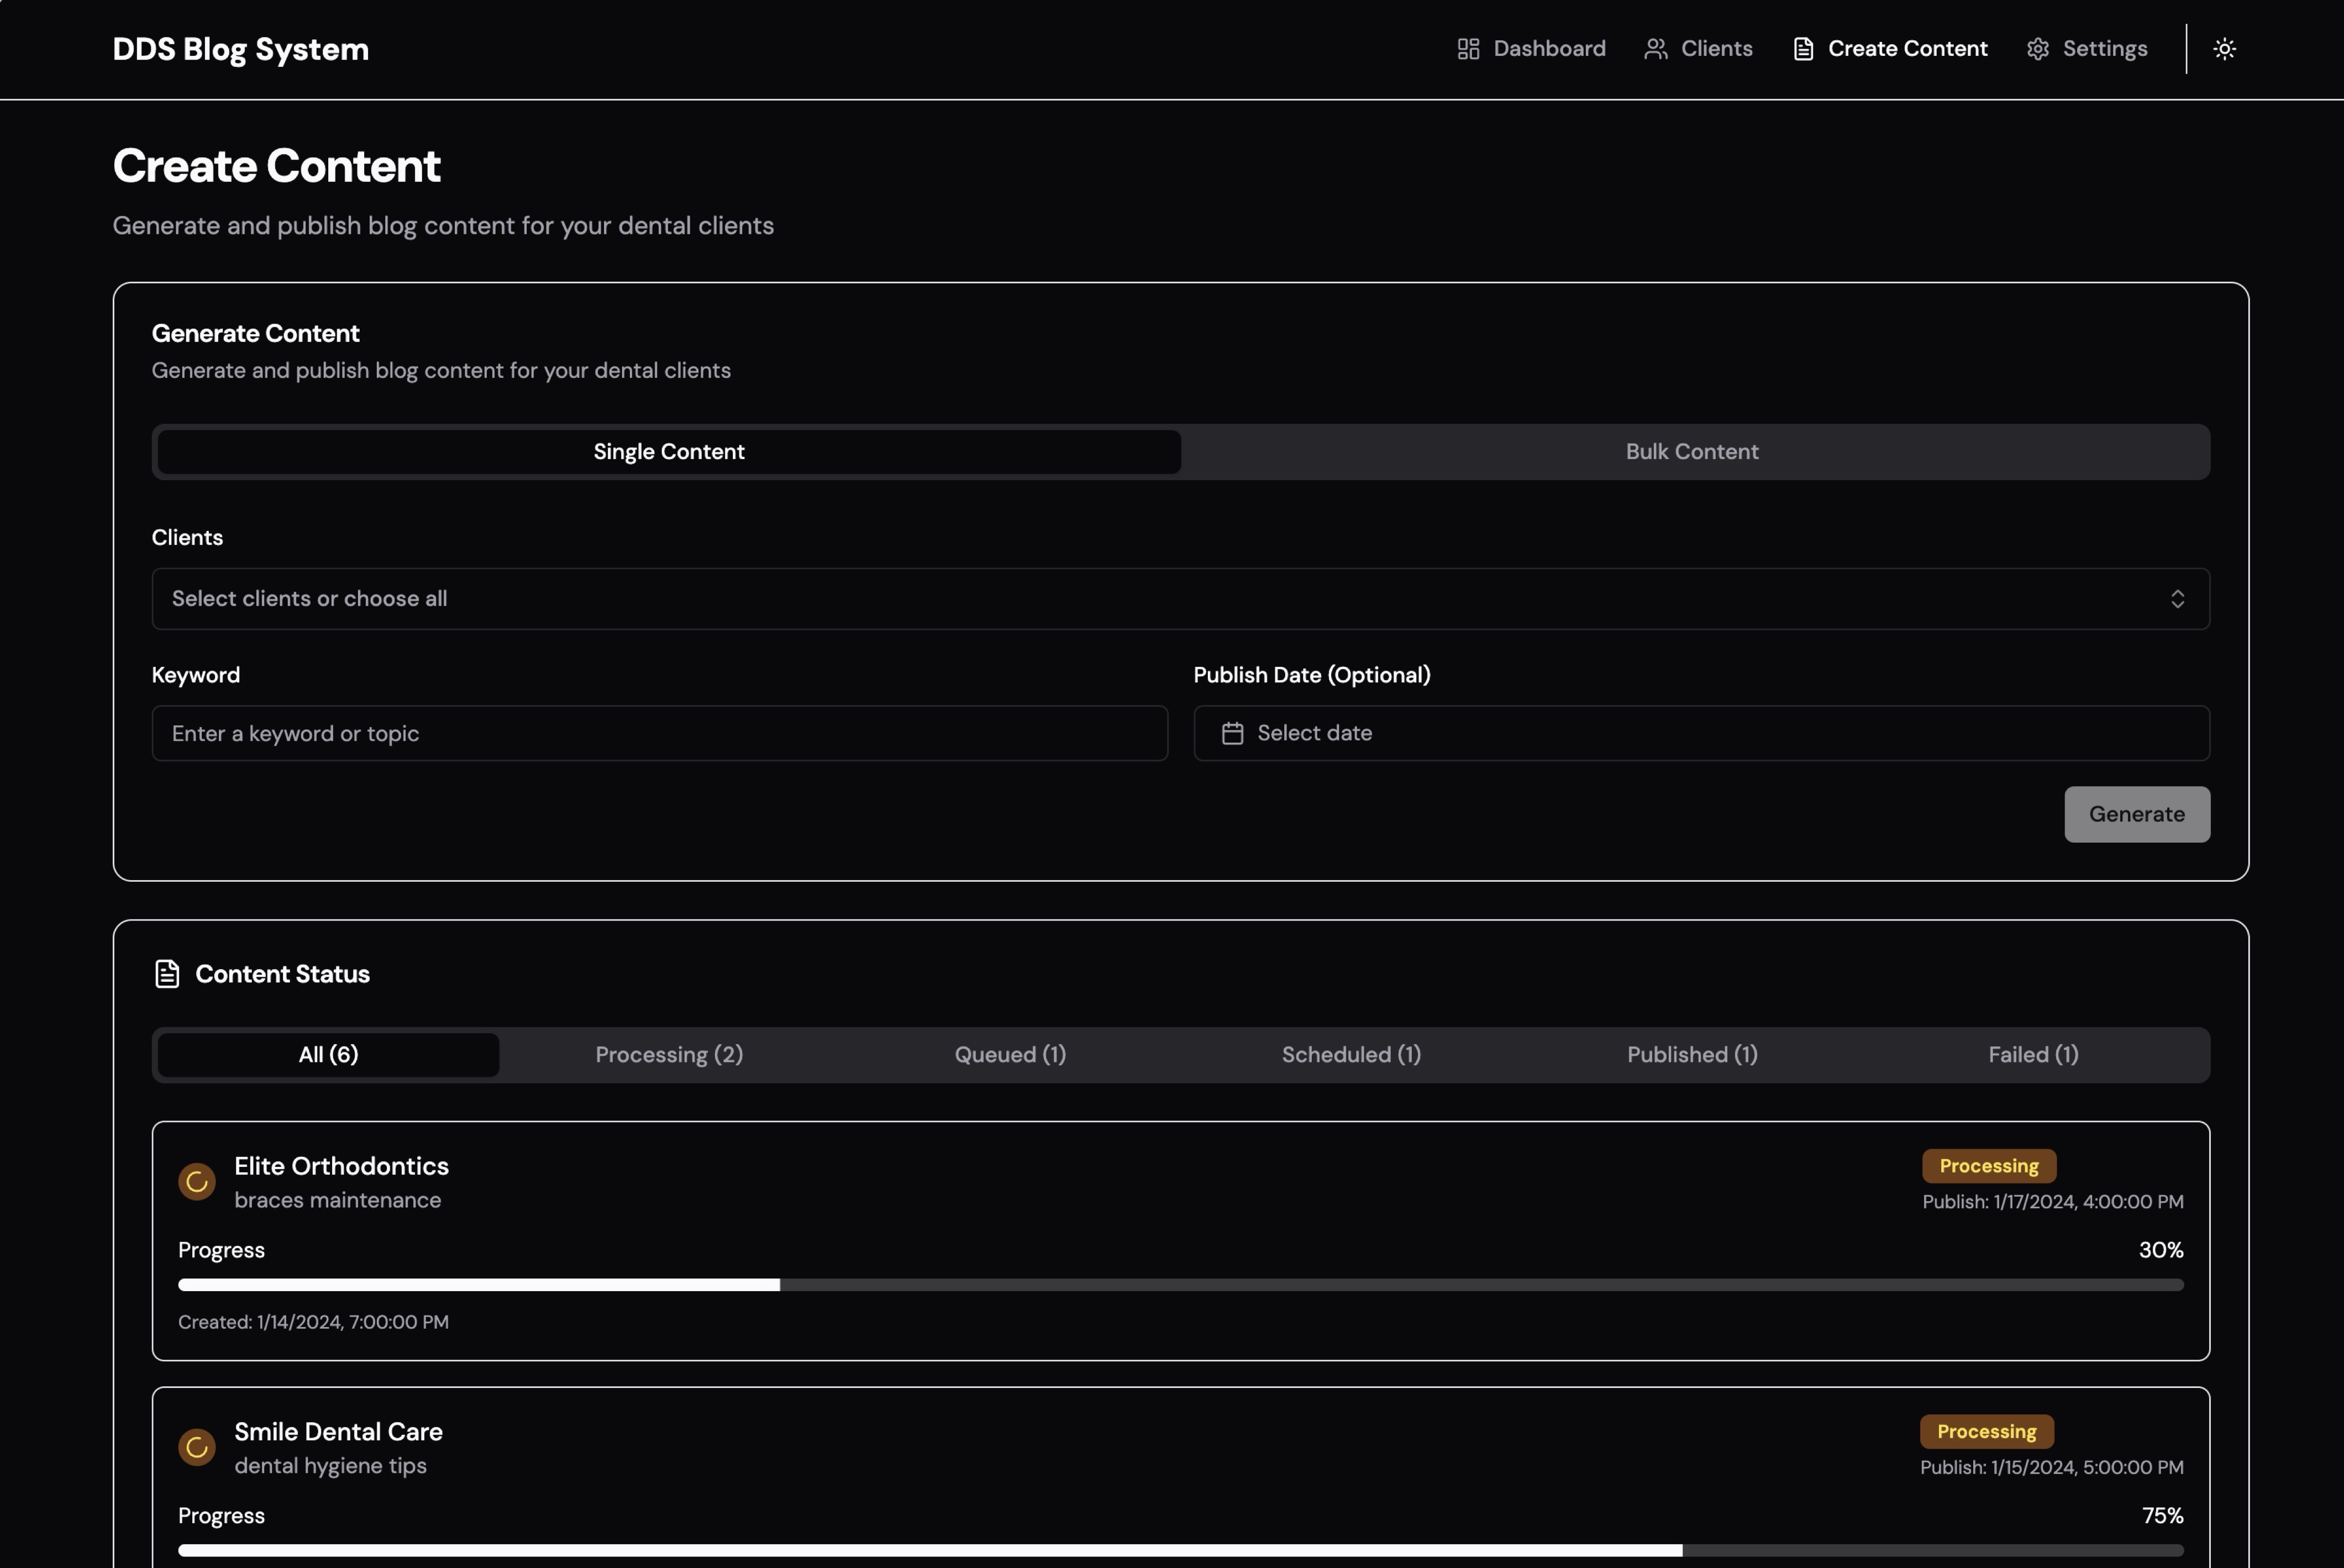 DDS Blog System
Dashboard
Clients
Create Content
Settings
Create Content
Generate and publish blog content for your dental clients
Generate Content
Generate and publish blog content for your dental clients
Single Content
Bulk Content
Clients
Select clients or choose all
Keyword
Publish Date (Optional)
Enter a keyword or topic
Select date
Generate
Content Status
All (6)
Processing (2)
Queued (1)
Scheduled (1)
Published (1)
Failed (1)
Elite Orthodontics
braces maintenance
Processing
Publish: 1/17/2024, 4:00:00 PM
Progress
30%
Created: 1/14/2024, 7:00:00 PM
Smile Dental Care
dental hygiene tips
Processing
Publish: 1/15/2024, 5:00:00 PM
Progress
75%